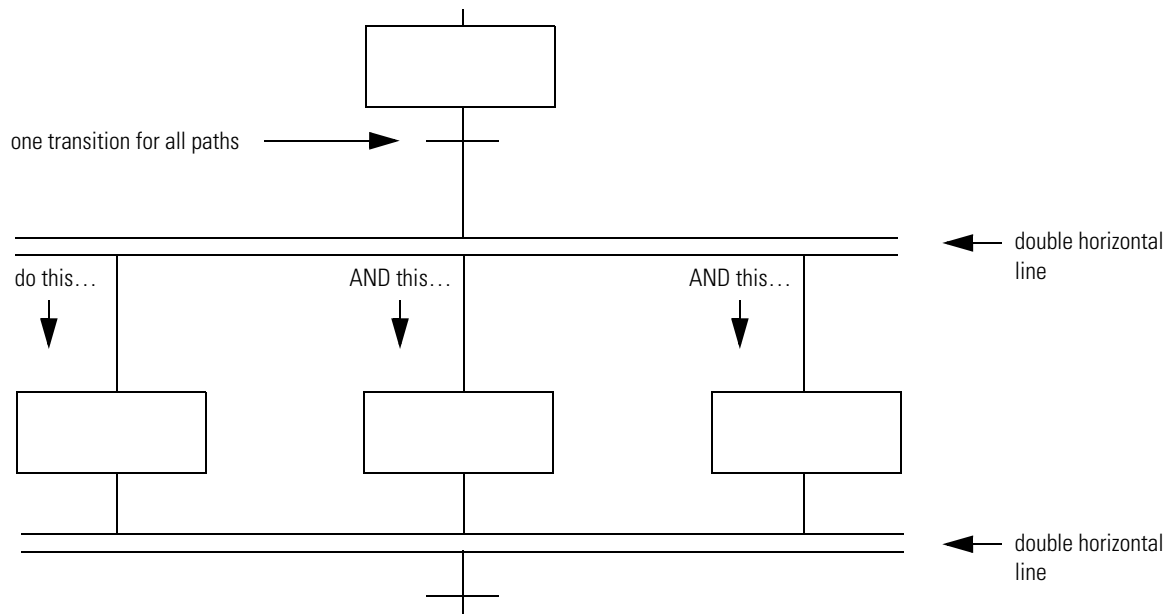 one transition for all paths
double horizontal
line
do this…
AND this…
AND this…
double horizontal
line